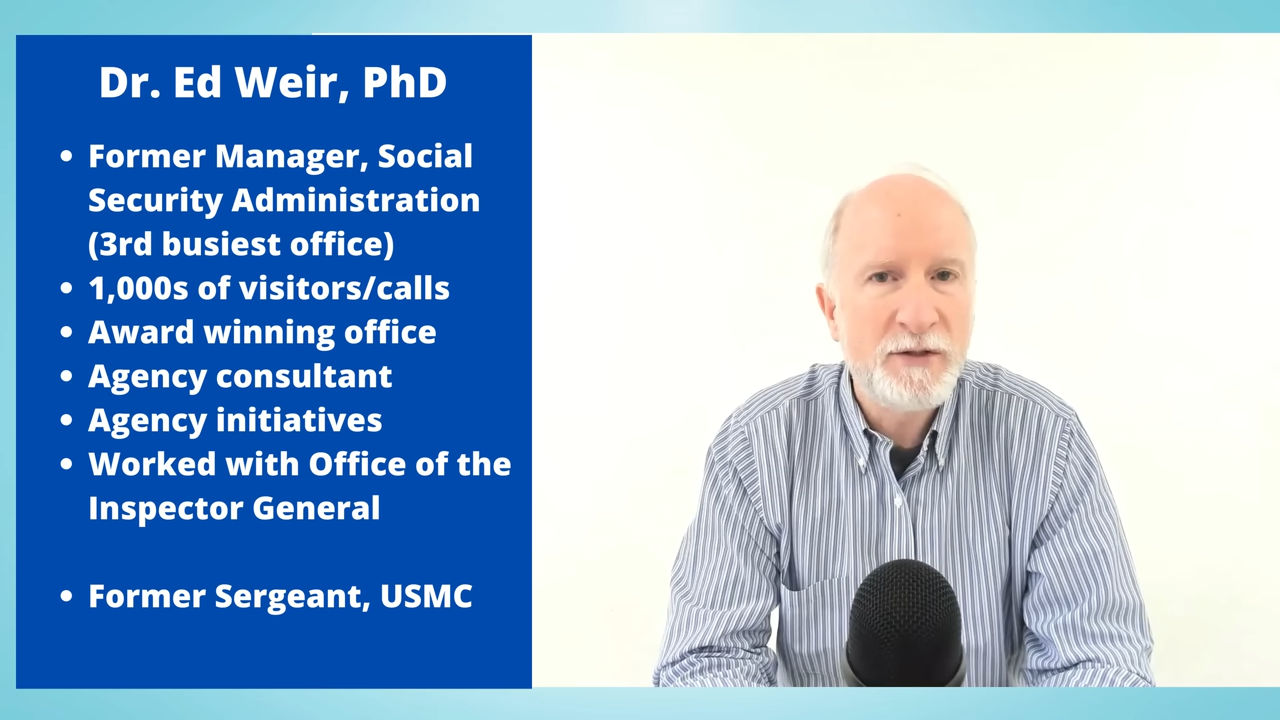 Dr. Ed Weir, PhD
• Former Manager, Social
Security Administration
(3rd busiest office)
• 1,000s of visitors/calls
• Award winning office
• Agency consultant
• Agency initiatives
• Worked with Office of the
Inspector General
• Former Sergeant, USMC